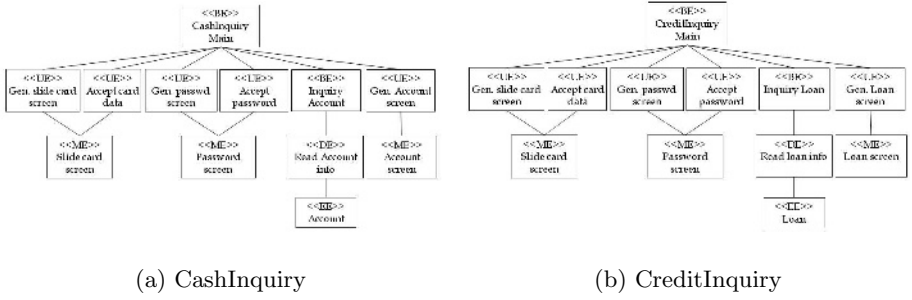 <<BE>>
CashInquiry
Main
<<UE>>
Gen. slide card
screen
<<UE>>
Accept card
data
<<UE>>
Gen. passwd
screen
<<UE>>
Accept
password
<<BE>>
Inquiry
Account
<<UE>>
Gen. Account
screen
<<ME>>
Slide card
screen
<<ME>>
Password
screen
<<DE>>
Read Account
info
<<ME>>
Account
screen
<<EE>>
Account
(a) CashInquiry
<<BE>>
CreditInquiry
Main
<<UE>>
Gen. slide card
screen
<<UE>>
Accept card
data
<<UE>>
Gen. passwd
screen
<<UE>>
Accept
password
<<BE>>
Inquiry Loan
<<UE>>
Gen. Loan
screen
<<ME>>
Slide card
screen
<<ME>>
Password
screen
<<DE>>
Read loan info
<<ME>>
Loan screen
<<EE>>
Loan
(b) CreditInquiry